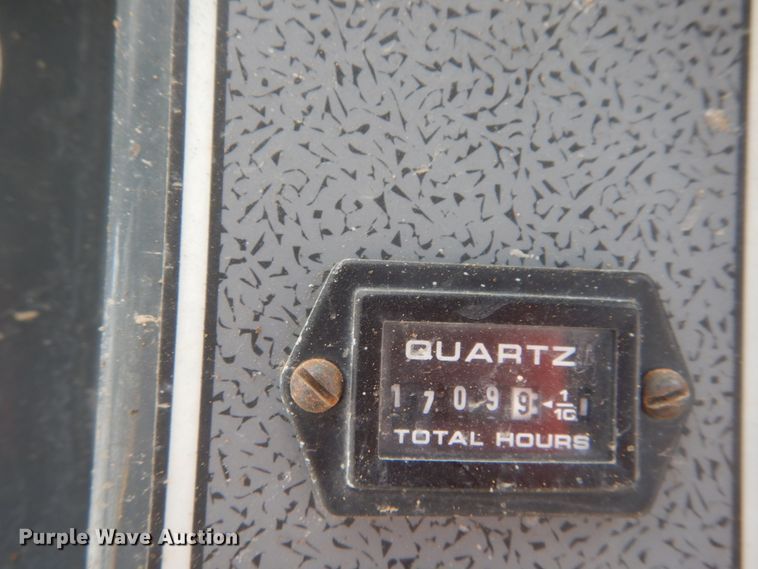 QUARTZ
1 7 0 9 9 ◄ 1/10
TOTAL HOURS
Purple Wave Auction